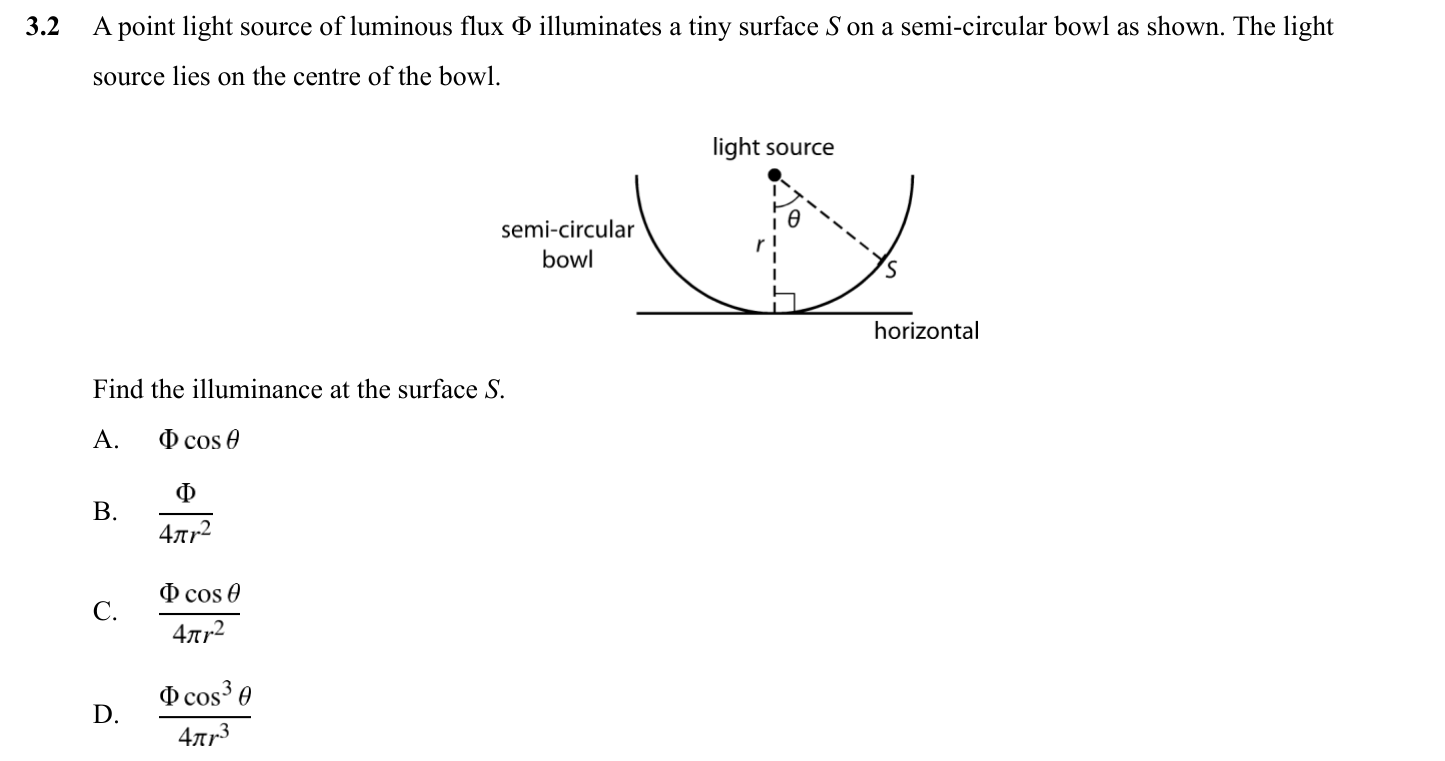 3.2 A point light source of luminous flux Φ illuminates a tiny surface S on a semi-circular bowl as shown. The light
source lies on the centre of the bowl.
light source
θ
semi-circular
bowl
r
S
horizontal
Find the illuminance at the surface S.
A. Φ cos θ
B. Φ / 4πr²
C. Φ cos θ / 4πr²
D. Φ cos³ θ / 4πr³